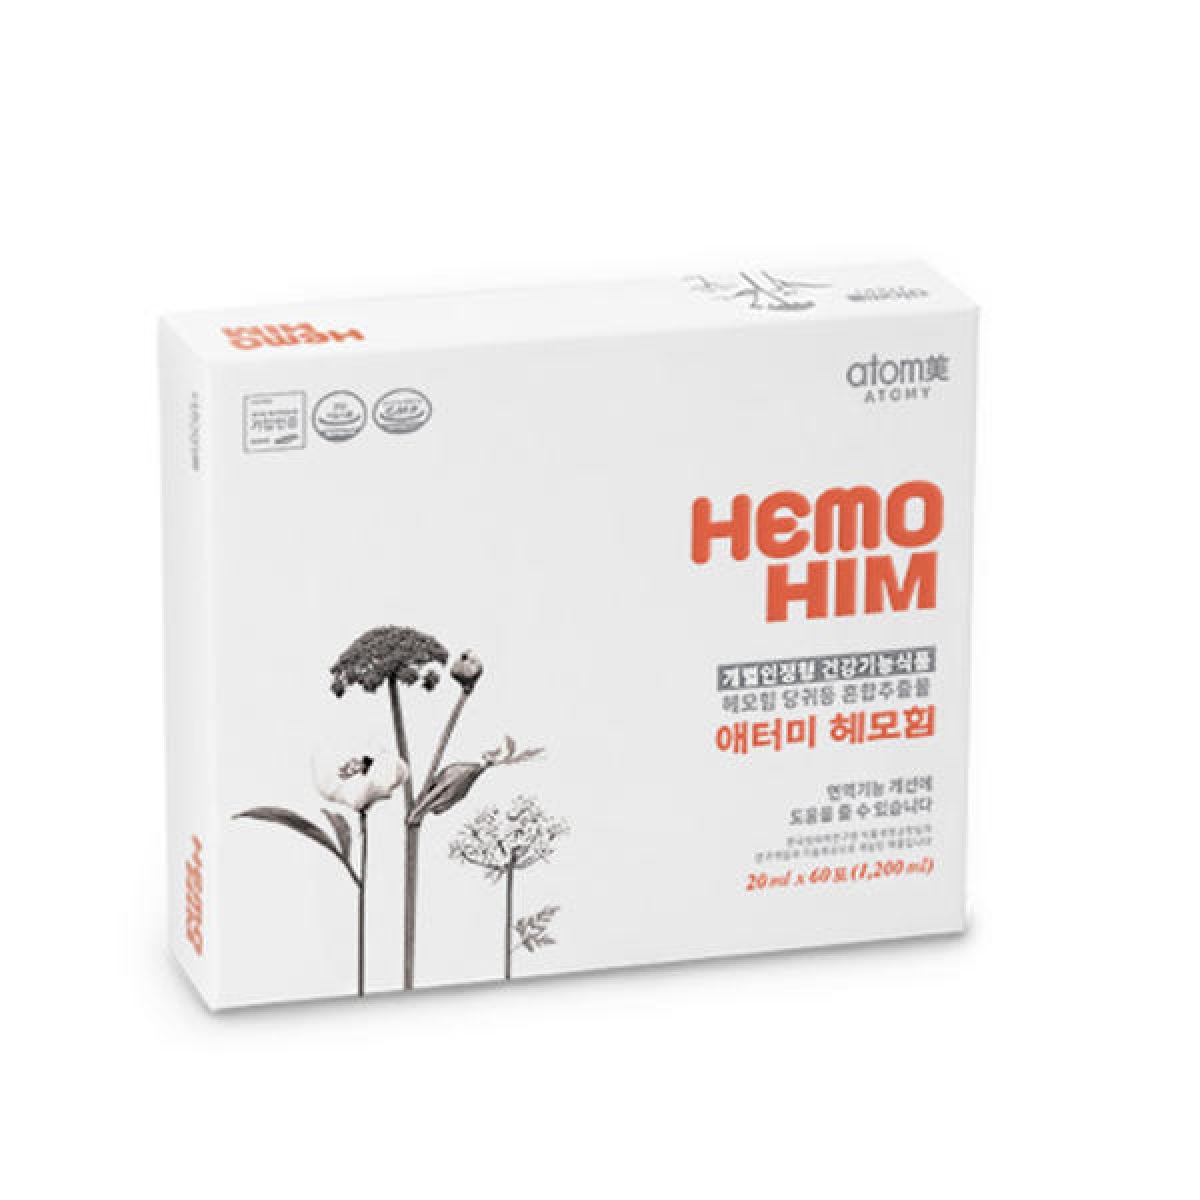 HEMO
HIM
atom美
ATOMY
HEMO
HIM
개별인정형 건강기능식품
헤모힘 당귀등 혼합추출물
애터미 헤모힘
면역기능 개선에
도움을 줄 수 있습니다
20 ml x 60포 (1,200 ml)
GMP
HEMO
HIM